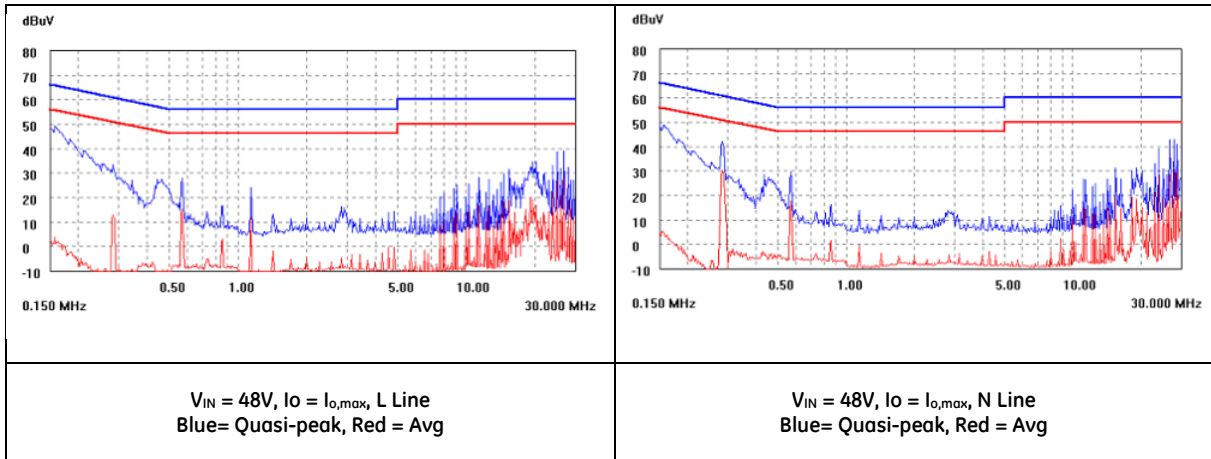 dBuV
80
70
60
50
40
30
20
10
0
-10
0.50 1.00 5.00 10.00
0.150 MHz 30.000 MHz
dBuV
80
70
60
50
40
30
20
10
0
-10
0.50 1.00 5.00 10.00
0.150 MHz 30.000 MHz
VIN = 48V, Io = Io,max, L Line
Blue= Quasi-peak, Red = Avg
VIN = 48V, Io = Io,max, N Line
Blue= Quasi-peak, Red = Avg